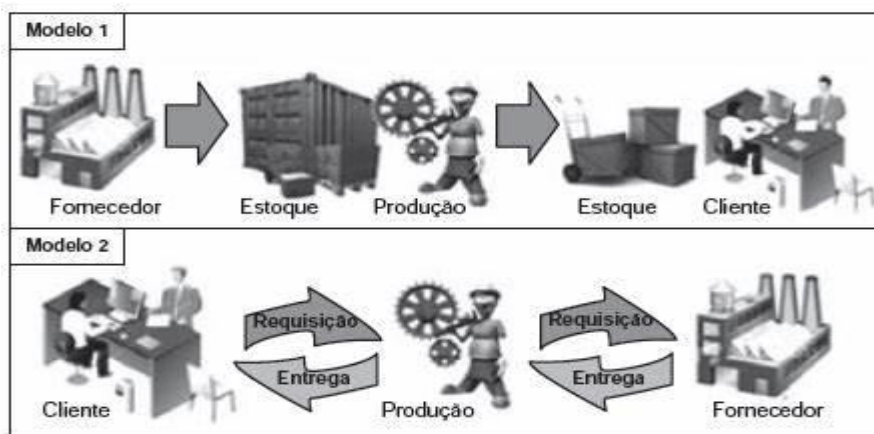 Modelo 1
Fornecedor Estoque Produção Estoque Cliente
Modelo 2
Requisição Requisição
Entrega Entrega
Cliente Produção Fornecedor